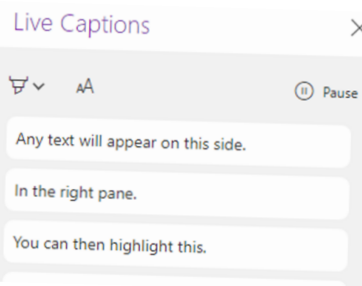 Live Captions
AA
Pause
Any text will appear on this side.
In the right pane.
You can then highlight this.